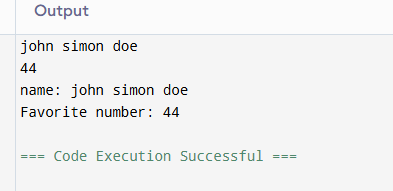 Output
john simon doe
44
name: john simon doe
Favorite number: 44
=== Code Execution Successful ===